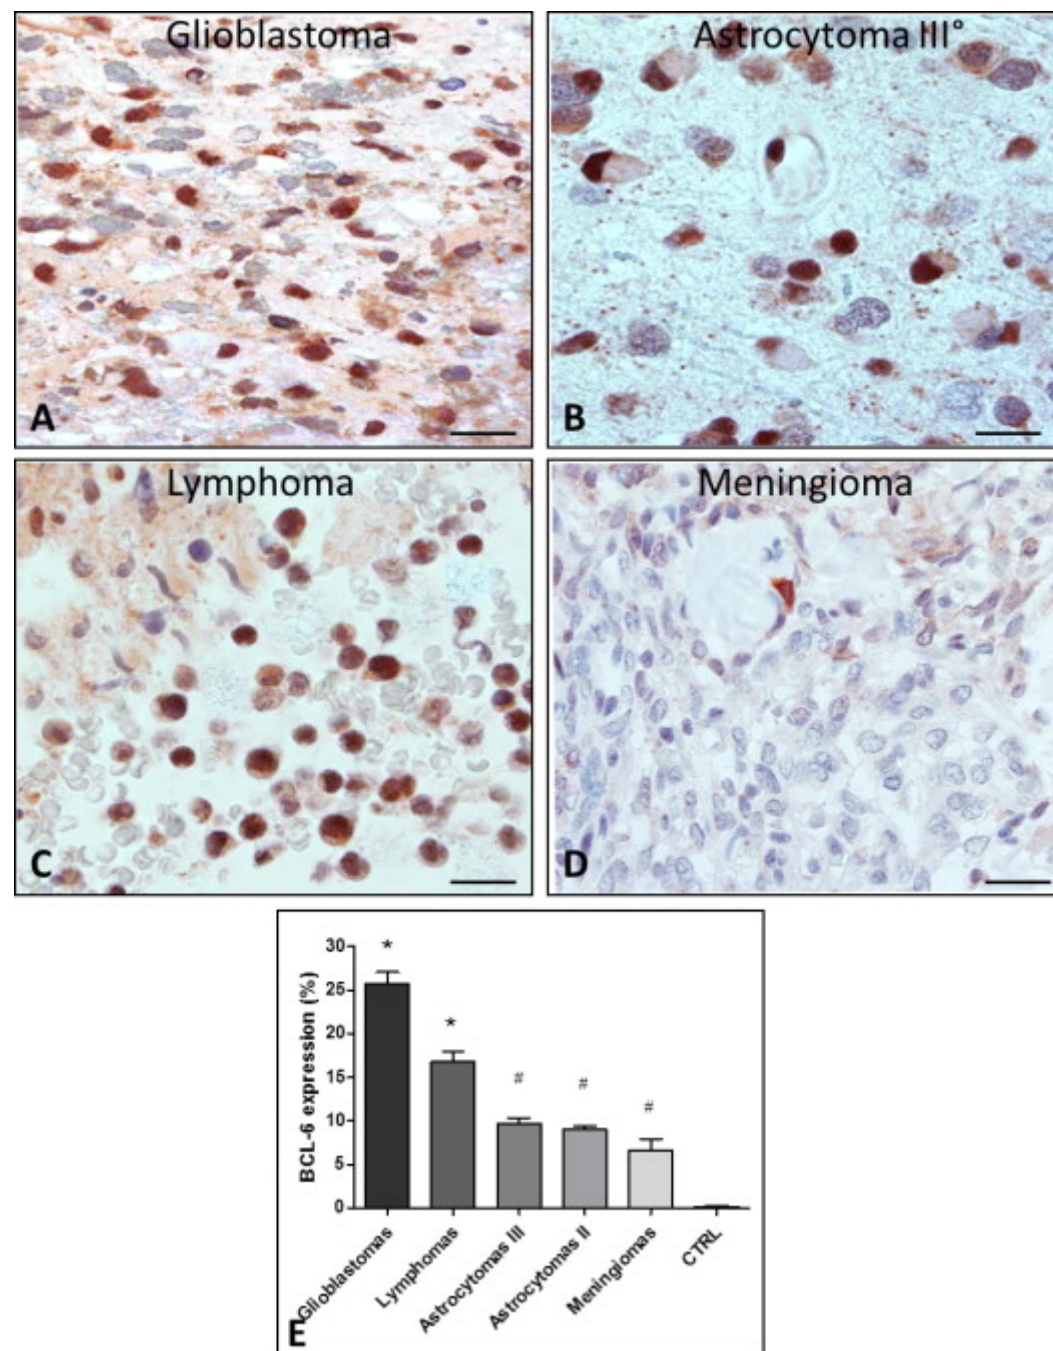 Glioblastoma
Astrocytoma III°
A
B
Lymphoma
Meningioma
C
D
BCL-6 expression (%)
30
25
20
15
10
5
0
*
*
#
#
#
Glioblastomas
Lymphomas
Astrocytomas III
Astrocytomas II
Meningiomas
CTRL
E